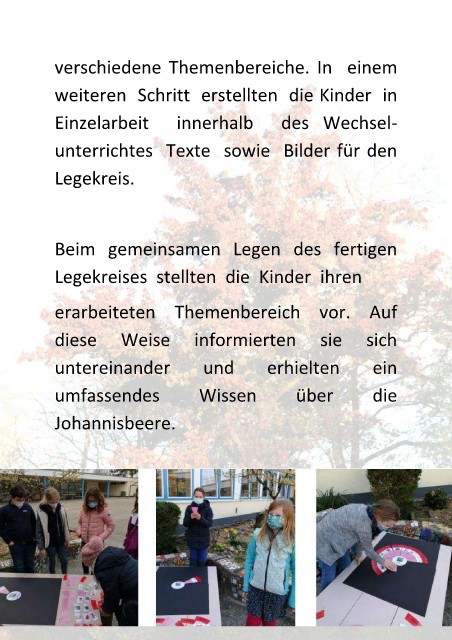 verschiedene Themenbereiche. In einem
weiteren Schritt erstellten die Kinder in
Einzelarbeit innerhalb des Wechsel-
unterrichtes Texte sowie Bilder für den
Legekreis.
Beim gemeinsamen Legen des fertigen
Legekreises stellten die Kinder ihren
erarbeiteten Themenbereich vor. Auf
diese Weise informierten sie sich
untereinander und erhielten ein
umfassendes Wissen über die
Johannisbeere.